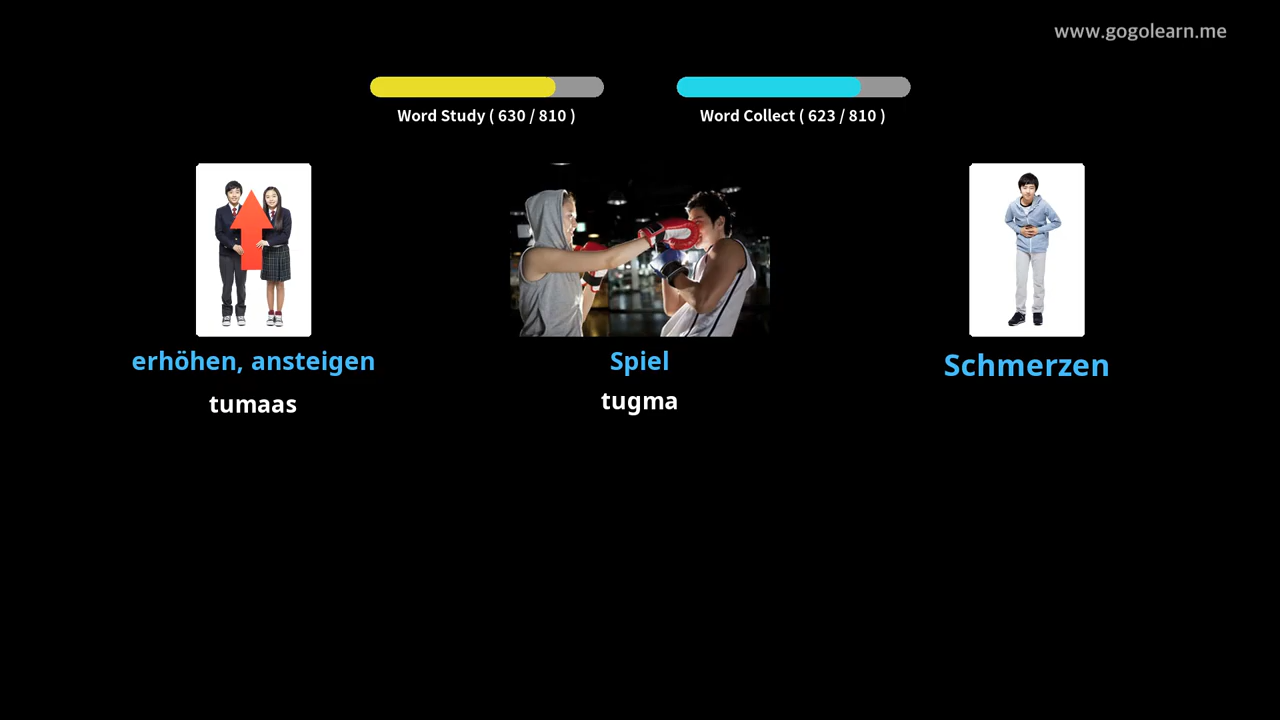 www.gogolearn.me
Word Study ( 630 / 810 )
Word Collect ( 623 / 810 )
erhöhen, ansteigen
tumaas
Spiel
tugma
Schmerzen